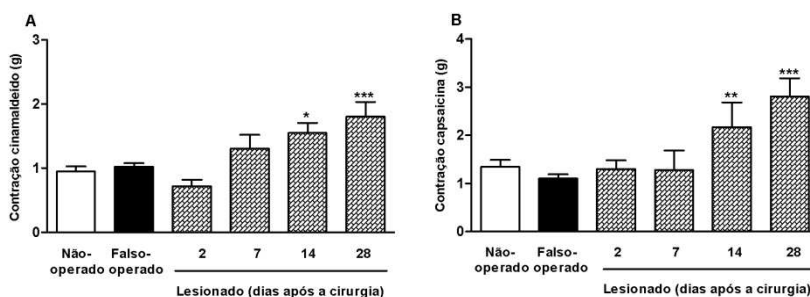 A
Contração cinamaldeído (g)
3
2
1
0
*
***
Não-
operado
Falso-
operado
2
7
14
28
Lesionado (dias após a cirurgia)
B
Contração capsaicina (g)
4
3
2
1
0
**
***
Não-
operado
Falso-
operado
2
7
14
28
Lesionado (dias após a cirurgia)